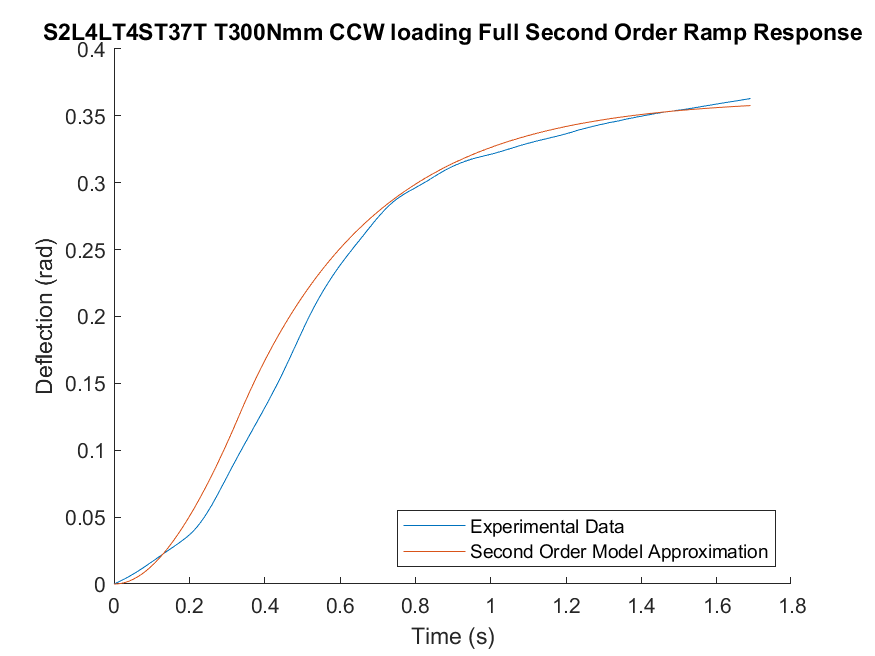 S2L4LT4ST37T T300Nmm CCW loading Full Second Order Ramp Response
0.4
0.35
0.3
0.25
0.2
0.15
0.1
0.05
0
Deflection (rad)
Experimental Data
Second Order Model Approximation
0 0.2 0.4 0.6 0.8 1 1.2 1.4 1.6 1.8
Time (s)